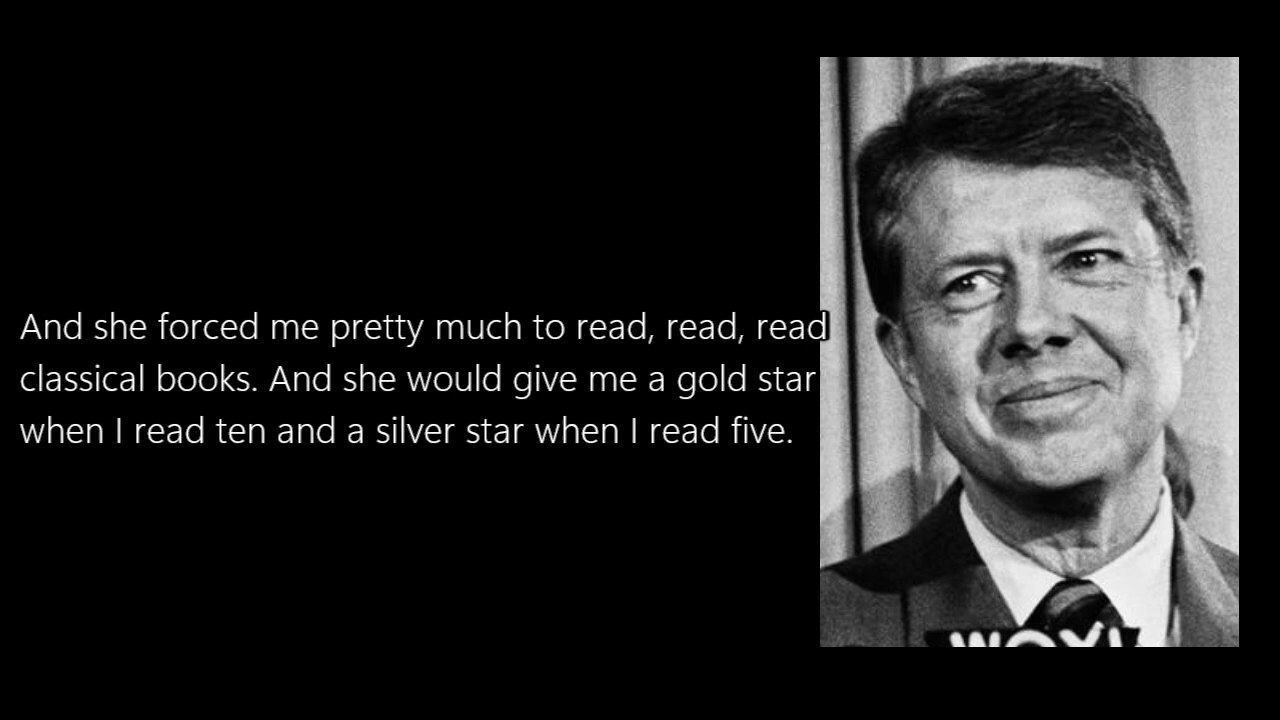 And she forced me pretty much to read, read, read
classical books. And she would give me a gold star
when I read ten and a silver star when I read five.